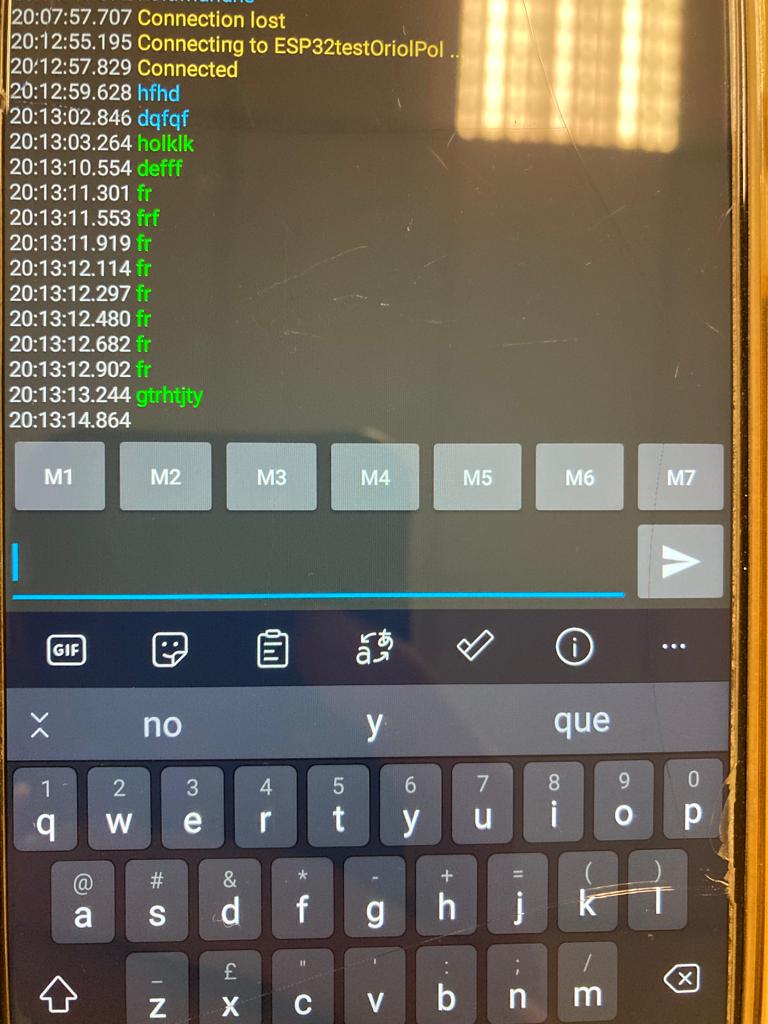 20:07:57.707 Connection lost
20:12:55.195 Connecting to ESP32testOriolPol ...
20:12:57.829 Connected
20:12:59.628 hfhd
20:13:02.846 dqfqf
20:13:03.264 holklk
20:13:10.554 defff
20:13:11.301 fr
20:13:11.553 frf
20:13:11.919 fr
20:13:12.114 fr
20:13:12.297 fr
20:13:12.480 fr
20:13:12.682 fr
20:13:12.902 fr
20:13:13.244 gtrhtjty
20:13:14.864
M1 M2 M3 M4 M5 M6 M7
GIF あa ...
no y que
1 2 3 4 5 6 7 8 9 0
q w e r t y u i o p
@ # & * - + = ( )
a s d f g h j k l
_ £ " ' : ; /
z x c v b n m